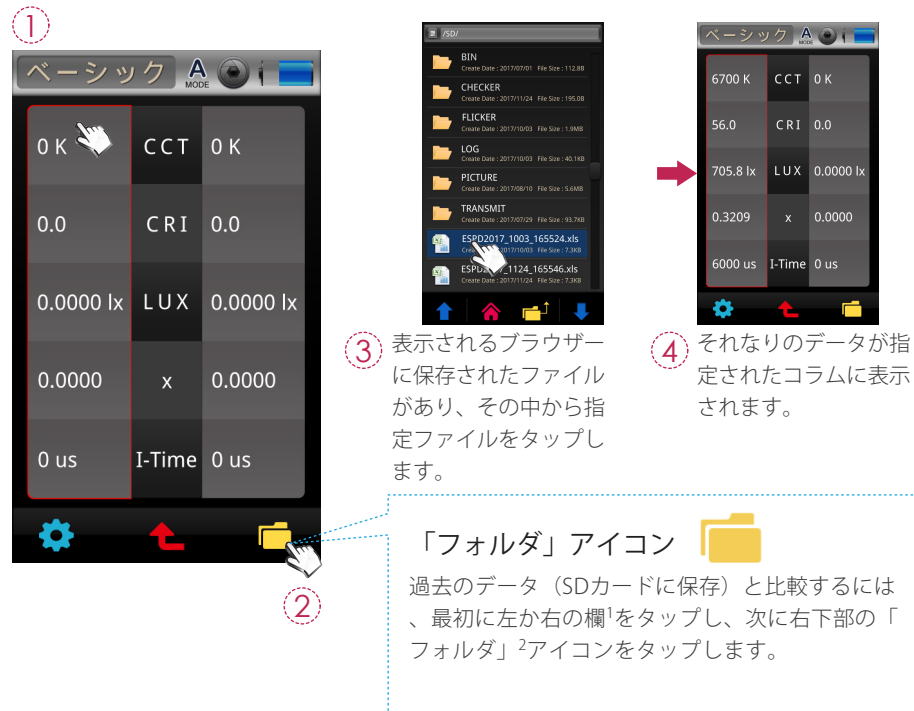 ①
ベーシック A MODE
0 K CCT 0 K
0.0 CRI 0.0
0.0000 lx LUX 0.0000 lx
0.0000 x 0.0000
0 us I-Time 0 us
②
/SD/
BIN
Create Date : 2017/07/01 File Size : 112.8B
CHECKER
Create Date : 2017/11/24 File Size : 195.0B
FLICKER
Create Date : 2017/10/03 File Size : 1.9MB
LOG
Create Date : 2017/10/03 File Size : 40.1KB
PICTURE
Create Date : 2017/08/10 File Size : 5.6MB
TRANSMIT
Create Date : 2017/07/29 File Size : 93.7KB
ESPD2017_1003_165524.xls
2017/10/03 File Size : 7.3KB
_1124_165546.xls
Create Date : 2017/11/24 File Size : 7.3KB
③
表示されるブラウザー
に保存されたファイル
があり、その中から指
定ファイルをタップし
ます。
ベーシック A MODE
6700 K CCT 0 K
56.0 CRI 0.0
705.8 lx LUX 0.0000 lx
0.3209 x 0.0000
6000 us I-Time 0 us
④
それなりのデータが指
定されたコラムに表示
されます。
「フォルダ」アイコン
過去のデータ（SDカードに保存）と比較するには
、最初に左か右の欄¹をタップし、次に右下部の「
フォルダ」²アイコンをタップします。